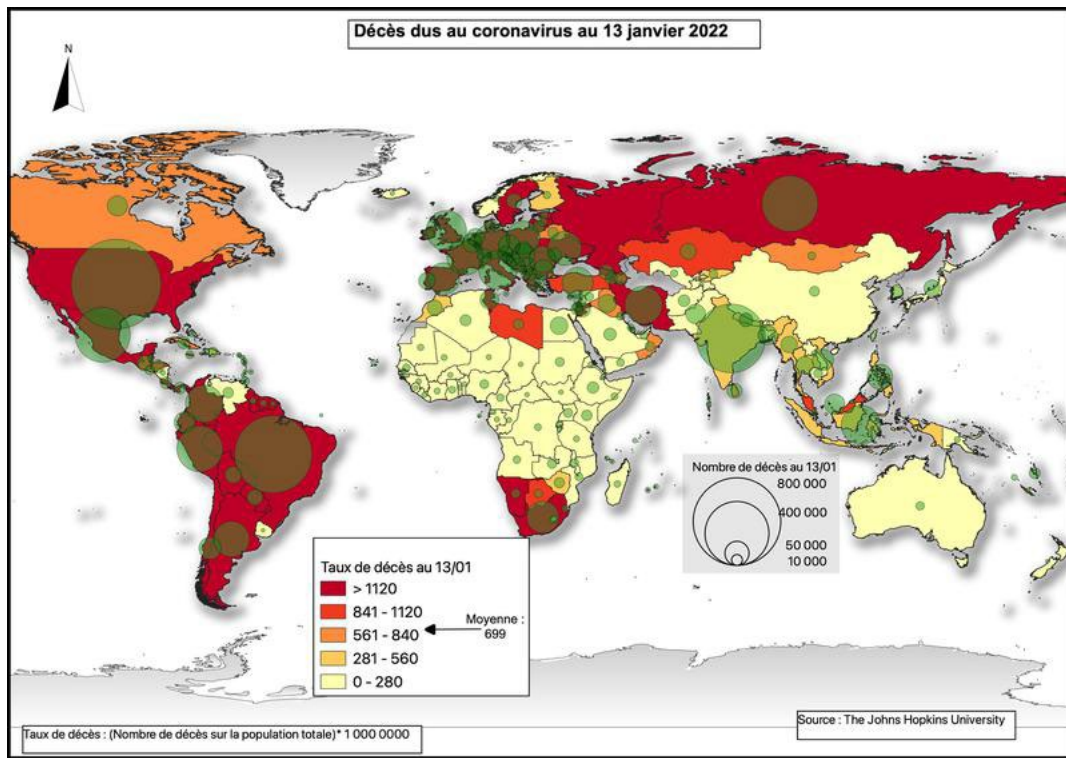 Décès dus au coronavirus au 13 janvier 2022
N
Nombre de décès au 13/01
800 000
400 000
50 000
10 000
Taux de décès au 13/01
> 1120
841 - 1120
561 - 840
281 - 560
0 - 280
Moyenne :
699
Source : The Johns Hopkins University
Taux de décès : (Nombre de décès sur la population totale)* 1 000 0000